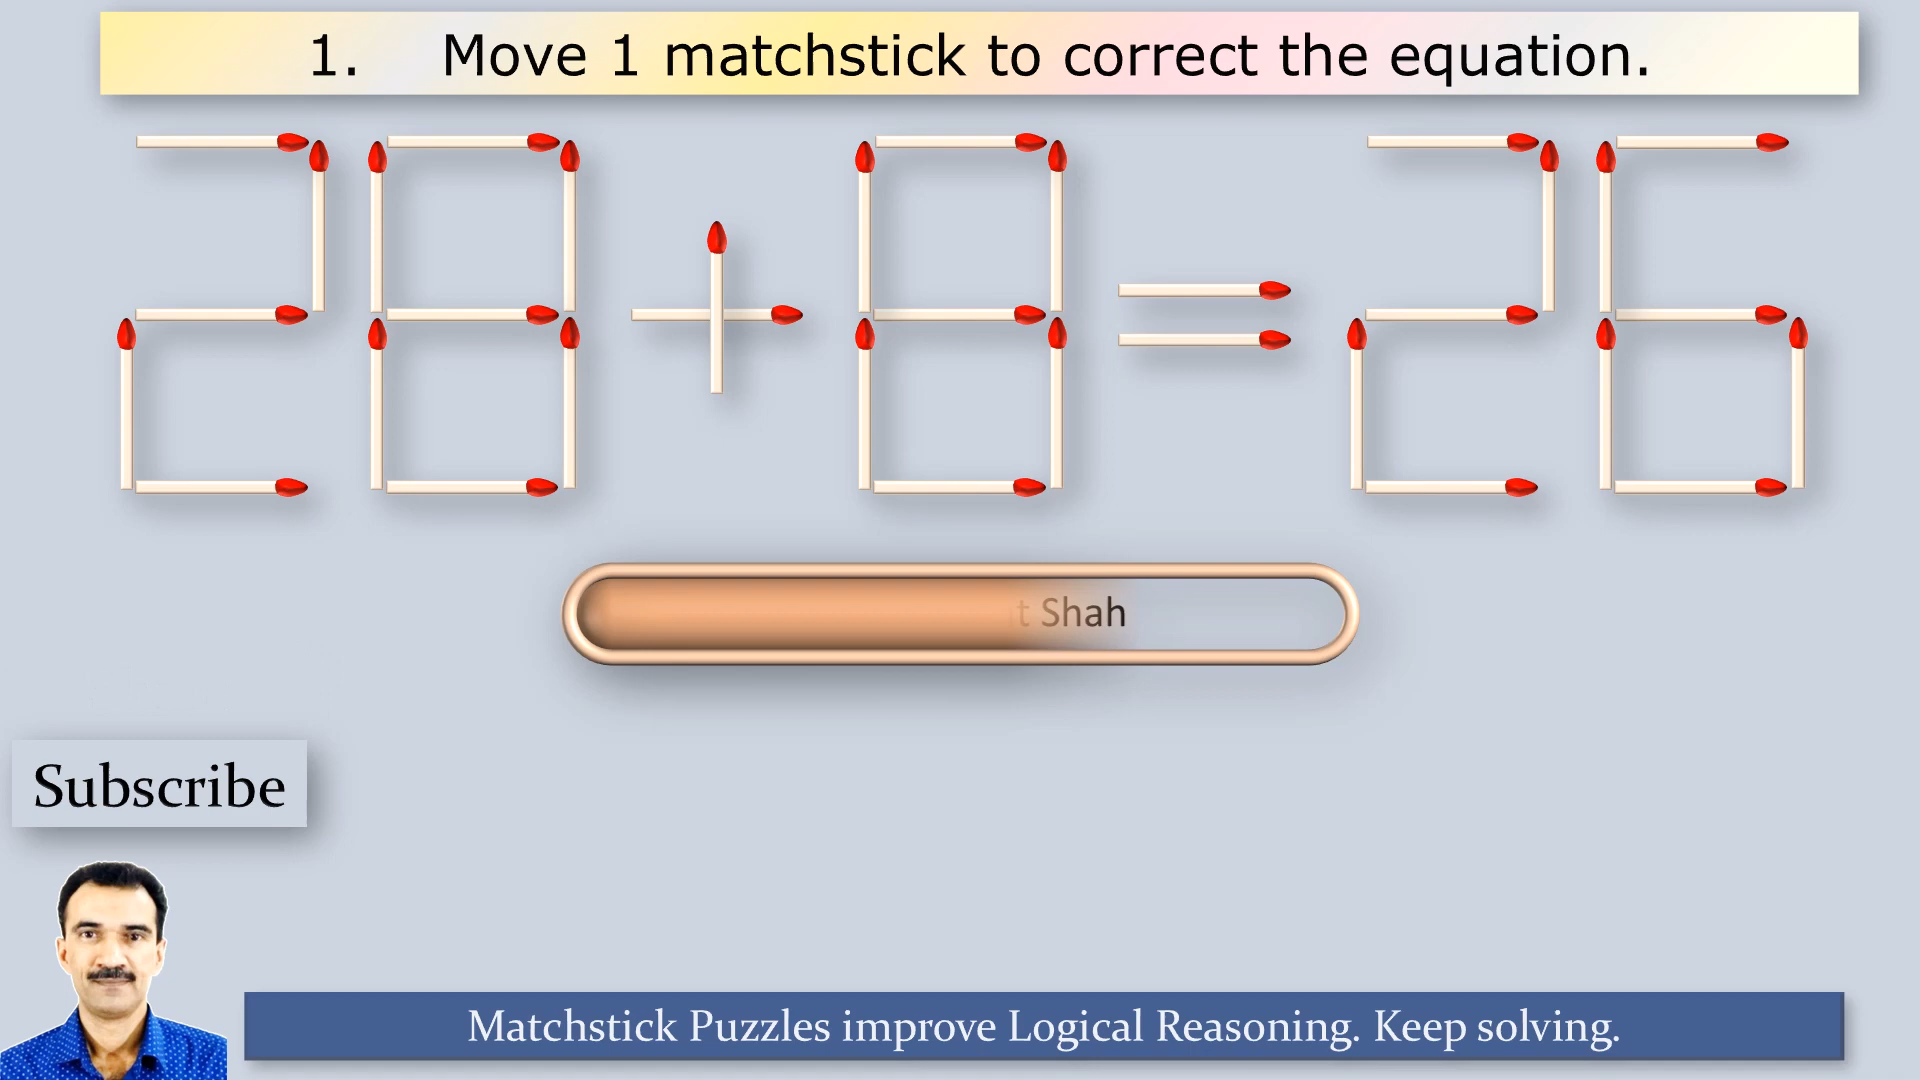 1. Move 1 matchstick to correct the equation.
28+8=26
Shah
Subscribe
Matchstick Puzzles improve Logical Reasoning. Keep solving.